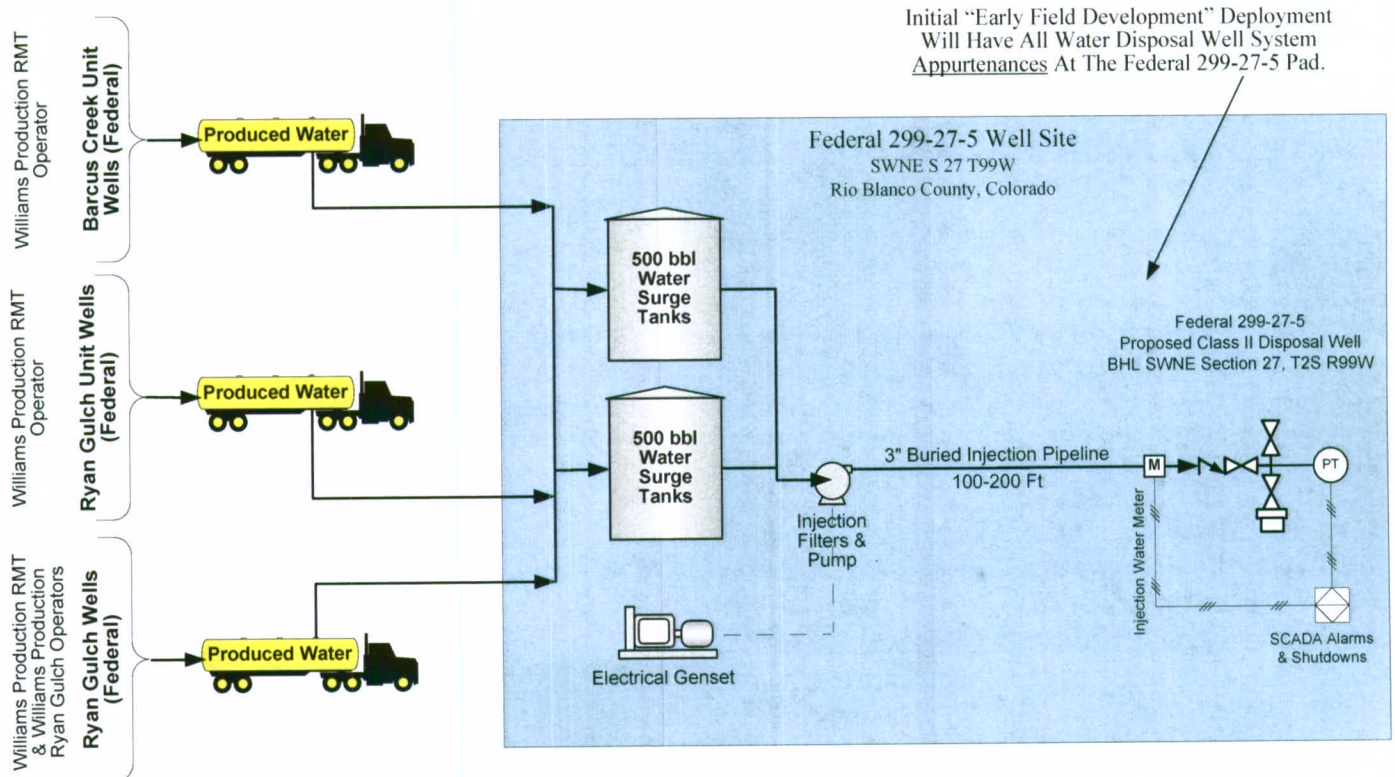 Initial “Early Field Development” Deployment
Will Have All Water Disposal Well System
Appurtenances At The Federal 299-27-5 Pad.
Williams Production RMT
Operator
Barcus Creek Unit
Wells (Federal)
Produced Water
Williams Production RMT
Operator
Ryan Gulch Unit Wells
(Federal)
Produced Water
Williams Production RMT
& Williams Production
Ryan Gulch Operators
Ryan Gulch Wells
(Federal)
Produced Water
Federal 299-27-5 Well Site
SWNE S 27 T99W
Rio Blanco County, Colorado
500 bbl
Water
Surge
Tanks
500 bbl
Water
Surge
Tanks
Injection
Filters &
Pump
Electrical Genset
3" Buried Injection Pipeline
100-200 Ft
Federal 299-27-5
Proposed Class II Disposal Well
BHL SWNE Section 27, T2S R99W
M
PT
Injection Water Meter
SCADA Alarms
& Shutdowns